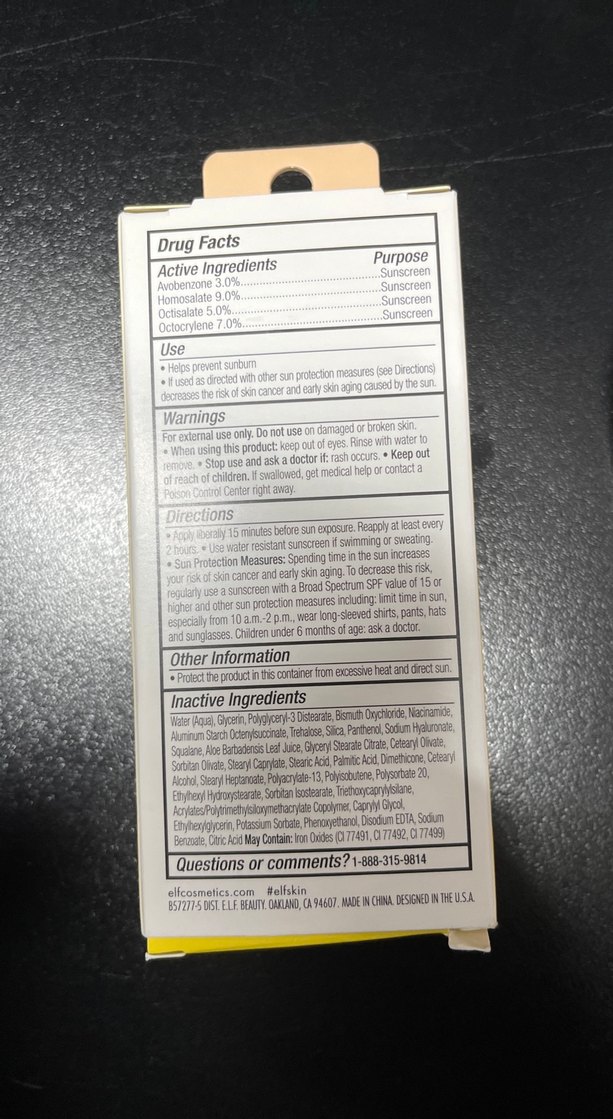 Drug Facts
Active Ingredients Purpose
Avobenzone 3.0%..........................................Sunscreen
Homosalate 9.0%..........................................Sunscreen
Octisalate 5.0%............................................Sunscreen
Octocrylene 7.0%.........................................Sunscreen
Use
• Helps prevent sunburn
• If used as directed with other sun protection measures (see Directions)
decreases the risk of skin cancer and early skin aging caused by the sun.
Warnings
For external use only. Do not use on damaged or broken skin.
• When using this product: keep out of eyes. Rinse with water to
remove. • Stop use and ask a doctor if: rash occurs. • Keep out
of reach of children. If swallowed, get medical help or contact a
Poison Control Center right away.
Directions
• Apply liberally 15 minutes before sun exposure. Reapply at least every
2 hours. • Use water resistant sunscreen if swimming or sweating.
• Sun Protection Measures: Spending time in the sun increases
your risk of skin cancer and early skin aging. To decrease this risk,
regularly use a sunscreen with a Broad Spectrum SPF value of 15 or
higher and other sun protection measures including: limit time in sun,
especially from 10 a.m.-2 p.m., wear long-sleeved shirts, pants, hats
and sunglasses. Children under 6 months of age: ask a doctor.
Other Information
• Protect the product in this container from excessive heat and direct sun.
Inactive Ingredients
Water (Aqua), Glycerin, Polyglyceryl-3 Distearate, Bismuth Oxychloride, Niacinamide,
Aluminum Starch Octenylsuccinate, Trehalose, Silica, Panthenol, Sodium Hyaluronate,
Squalane, Aloe Barbadensis Leaf Juice, Glyceryl Stearate Citrate, Cetearyl Olivate,
Sorbitan Olivate, Stearyl Caprylate, Stearic Acid, Palmitic Acid, Dimethicone, Cetearyl
Alcohol, Stearyl Heptanoate, Polyacrylate-13, Polyisobutene, Polysorbate 20,
Ethylhexyl Hydroxystearate, Sorbitan Isostearate, Triethoxycaprylylsilane,
Acrylates/Polytrimethylsiloxymethacrylate Copolymer, Caprylyl Glycol,
Ethylhexylglycerin, Potassium Sorbate, Phenoxyethanol, Disodium EDTA, Sodium
Benzoate, Citric Acid May Contain: Iron Oxides (CI 77491, CI 77492, CI 77499)
Questions or comments? 1-888-315-9814
elfcosmetics.com #elfskin
B57277-5 DIST. E.L.F. BEAUTY. OAKLAND, CA 94607. MADE IN CHINA. DESIGNED IN THE U.S.A.